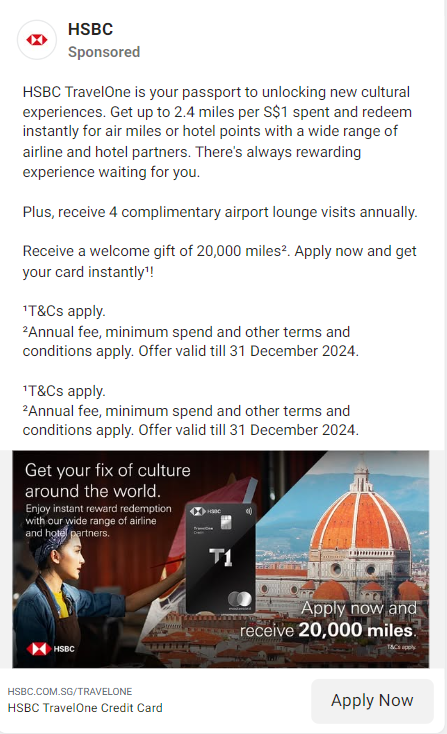 HSBC
Sponsored
HSBC TravelOne is your passport to unlocking new cultural
experiences. Get up to 2.4 miles per S$1 spent and redeem
instantly for air miles or hotel points with a wide range of
airline and hotel partners. There's always rewarding
experience waiting for you.
Plus, receive 4 complimentary airport lounge visits annually.
Receive a welcome gift of 20,000 miles². Apply now and get
your card instantly¹!
¹T&Cs apply.
²Annual fee, minimum spend and other terms and
conditions apply. Offer valid till 31 December 2024.
¹T&Cs apply.
²Annual fee, minimum spend and other terms and
conditions apply. Offer valid till 31 December 2024.
Get your fix of culture
around the world.
Enjoy instant reward redemption
with our wide range of airline
and hotel partners.
HSBC
TravelOne
Credit
T1
mastercard
Apply now and
receive 20,000 miles.
T&Cs apply.
HSBC
HSBC.COM.SG/TRAVELONE
HSBC TravelOne Credit Card
Apply Now